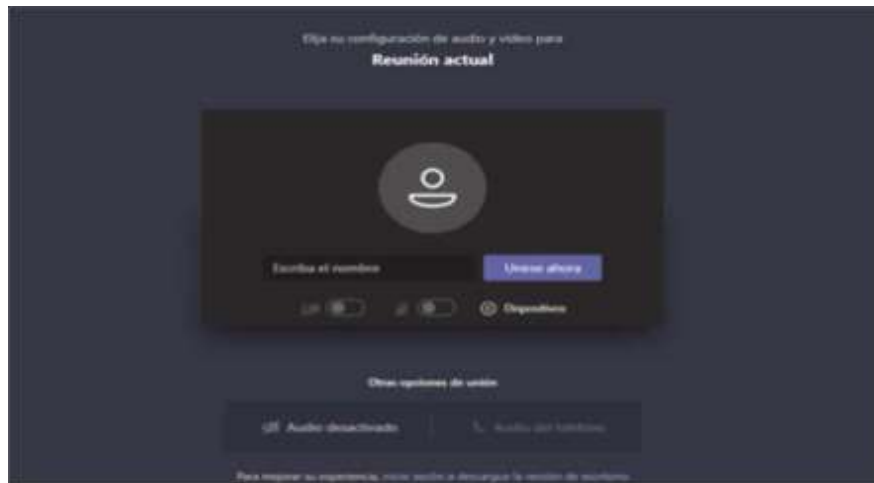 Elija su configuración de audio y vídeo para
Reunión actual
Escriba el nombre
Unirse ahora
Dispositivos
Otras opciones de unión
Audio desactivado
Audio del teléfono
Para mejorar su experiencia, inicie sesión o descargue la versión de escritorio